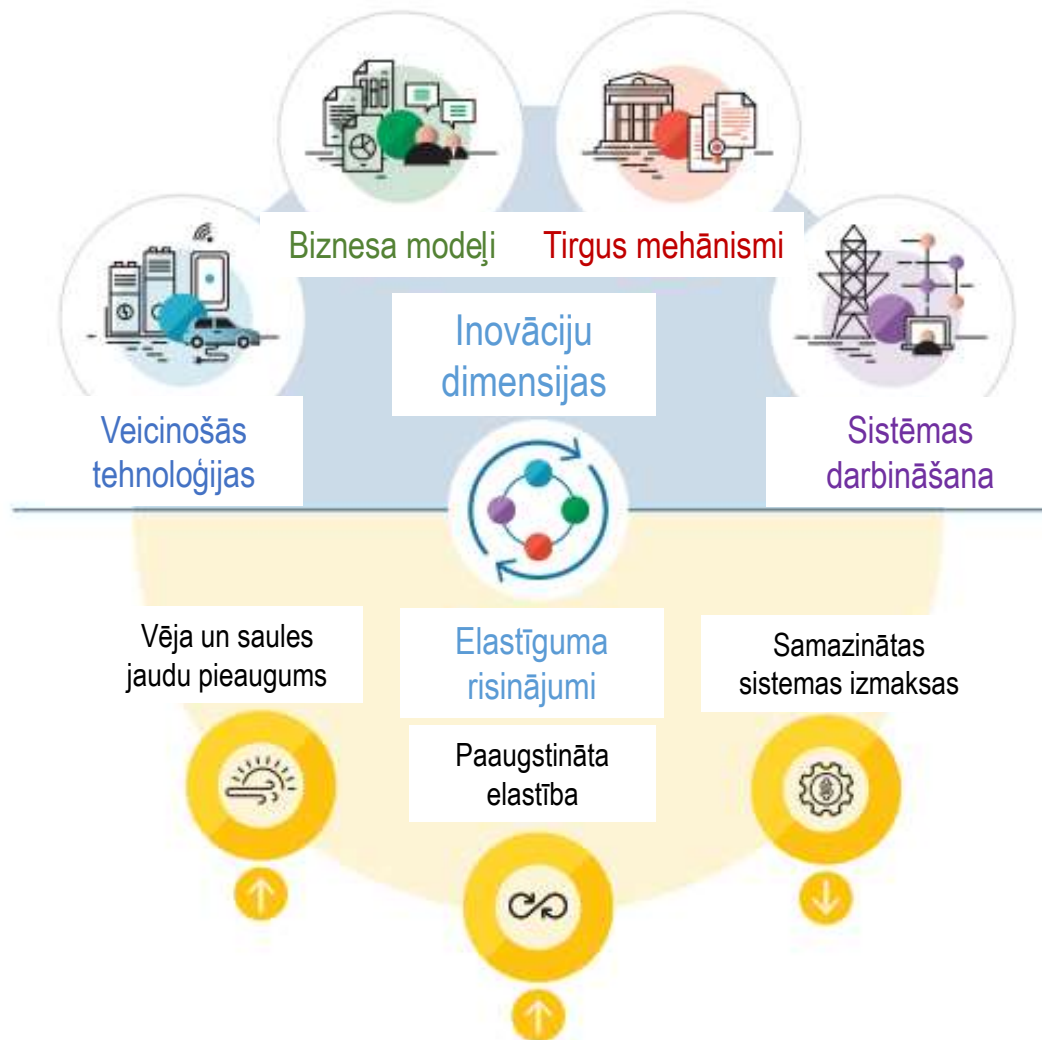 Biznesa modeļi
Tirgus mehānismi
Inovāciju
dimensijas
Veicinošās
tehnoloģijas
Sistēmas
darbināšana
Vēja un saules
jaudu pieaugums
Elastīguma
risinājumi
Samazinātas
sistemas izmaksas
Paaugstināta
elastība